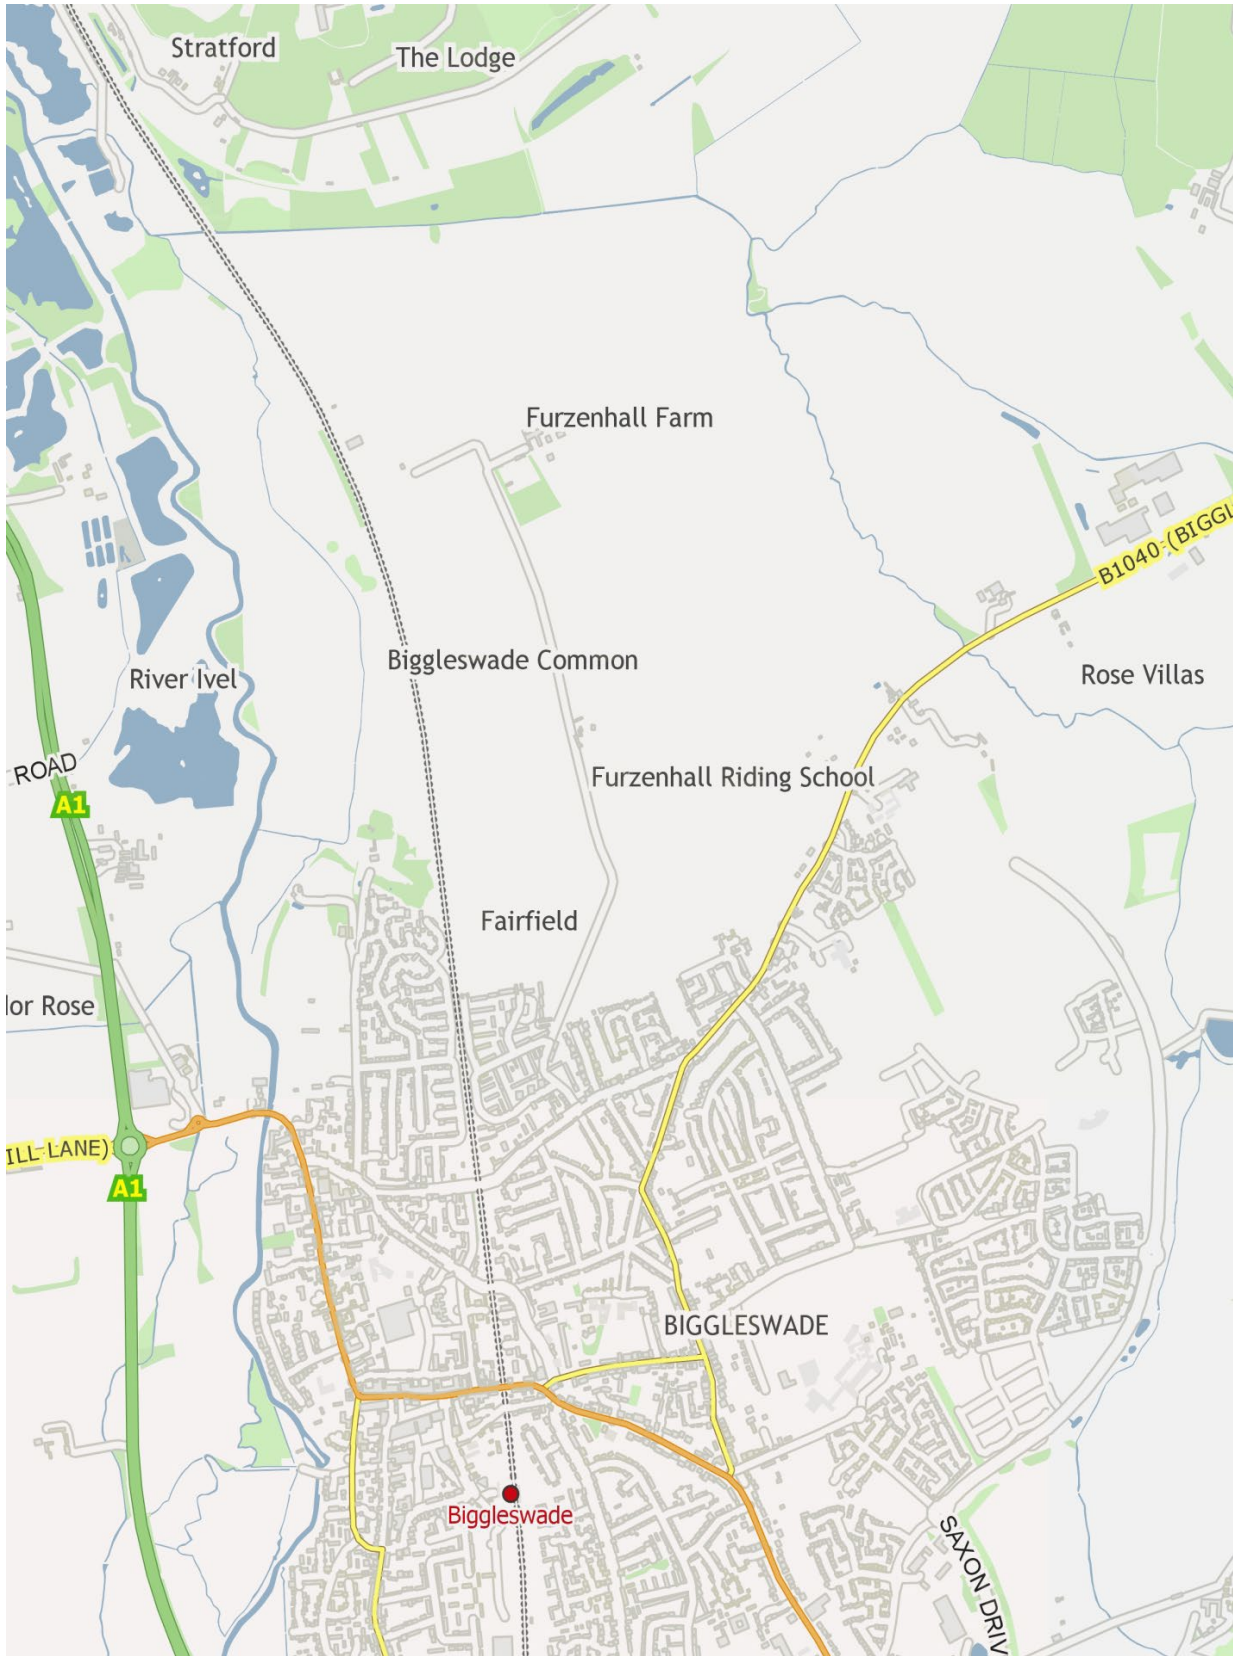 Stratford
The Lodge
Furzenhall Farm
B1040 (BIGGL
Biggleswade Common
River Ivel
Rose Villas
ROAD
Furzenhall Riding School
A1
Fairfield
lor Rose
ILL LANE)
A1
BIGGLESWADE
Biggleswade
SAXON DRIV